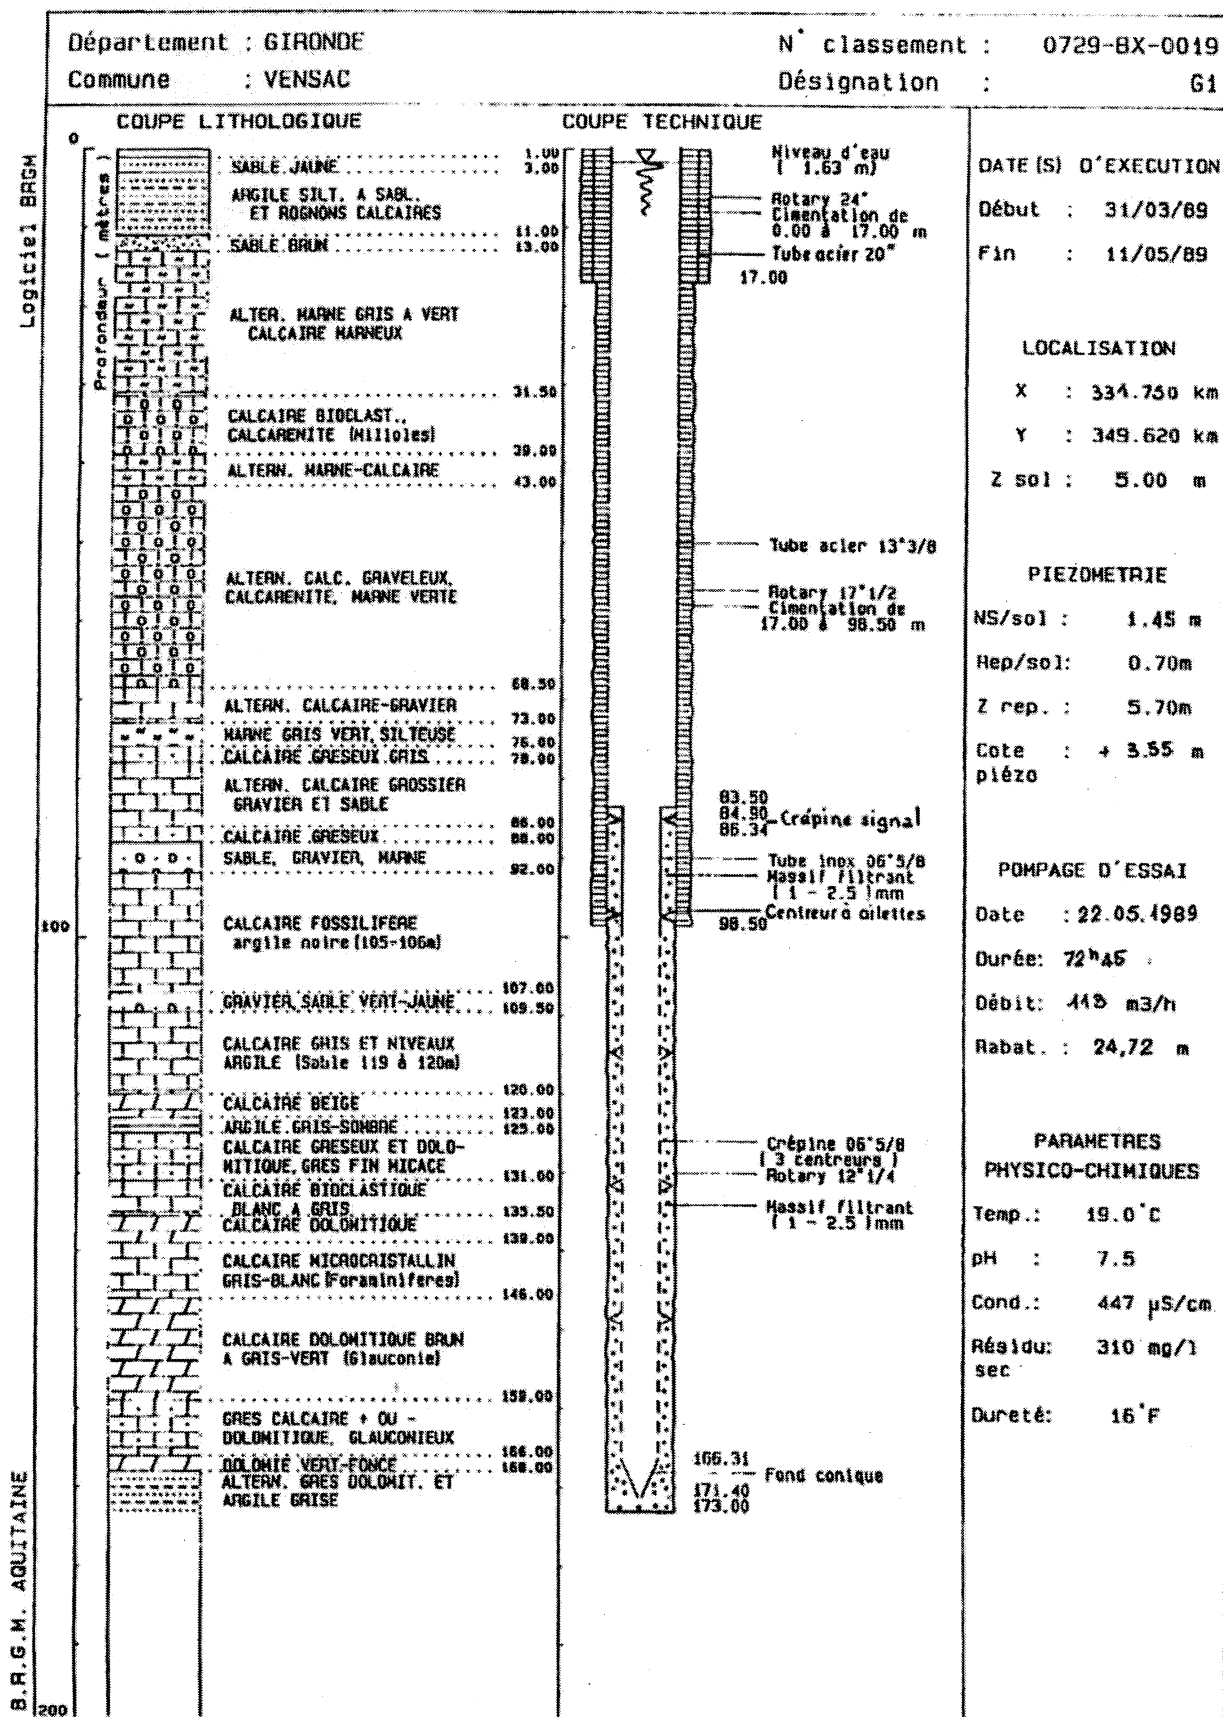 Département : GIRONDE
N° classement : 0729-8X-0019
Commune : VENSAC
Désignation : G1
Logiciel BRGM
B.R.G.M. AQUITAINE
COUPE LITHOLOGIQUE
Profondeur ( mètres )
0
100
200
1.00
SABLE JAUNE
3.00
ARGILE SILT. A SABL.
ET ROGNONS CALCAIRES
11.00
SABLE BRUN
13.00
ALTER. MARNE GRIS A VERT
CALCAIRE MARNEUX
31.50
CALCAIRE BIOCLAST.,
CALCARENITE (Milioles)
39.00
ALTERN. MARNE-CALCAIRE
43.00
ALTERN. CALC. GRAVELEUX,
CALCARENITE, MARNE VERTE
68.50
ALTERN. CALCAIRE-GRAVIER
73.00
MARNE GRIS VERT, SILTEUSE
76.00
CALCAIRE GRESEUX GRIS
78.00
ALTERN. CALCAIRE GROSSIER
GRAVIER ET SABLE
86.00
CALCAIRE GRESEUX
88.00
SABLE, GRAVIER, MARNE
92.00
CALCAIRE FOSSILIFERE
argile noire (105-106m)
107.00
GRAVIER, SABLE VERT-JAUNE
109.50
CALCAIRE GRIS ET NIVEAUX
ARGILE (Sable 119 à 120m)
120.00
CALCAIRE BEIGE
123.00
ARGILE GRIS-SOMBRE
125.00
CALCAIRE GRESEUX ET DOLO-
MITIQUE, GRES FIN MICACE
131.60
CALCAIRE BIOCLASTIQUE
BLANC A GRIS
135.50
CALCAIRE DOLOMITIQUE
139.00
CALCAIRE MICROCRISTALLIN
GRIS-BLANC (Foraminiferes)
146.00
CALCAIRE DOLOMITIQUE BRUN
A GRIS-VERT (Glauconie)
159.00
GRES CALCAIRE + OU -
DOLOMITIQUE, GLAUCONIEUX
166.00
DOLOMIE VERT-FONCE
168.00
ALTERN. GRES DOLOMIT. ET
ARGILE GRISE
COUPE TECHNIQUE
Niveau d'eau
( 1.63 m)
Rotary 24"
Cimentation de
0.00 à 17.00 m
Tube acier 20"
17.00
Tube acier 13"3/8
Rotary 17"1/2
Cimentation de
17.00 à 98.50 m
83.50
84.90
86.34
Crépine signal
Tube inox 06"5/8
Massif filtrant
( 1 - 2.5 )mm
Centreur à ailettes
98.50
Crépine 06"5/8
( 3 centreurs )
Rotary 12"1/4
Massif filtrant
( 1 - 2.5 )mm
166.31
Fond conique
171.40
173.00
DATE(S) D'EXECUTION
Début : 31/03/89
Fin : 11/05/89
LOCALISATION
X : 331.750 km
Y : 349.620 km
Z sol : 5.00 m
PIEZOMETRIE
NS/sol : 1.45 m
Rep/sol: 0.70m
Z rep. : 5.70m
Cote : + 3.55 m
piézo
POMPAGE D'ESSAI
Date : 22.05.1989
Durée: 72h45
Débit: 118 m3/h
Rabat. : 24,72 m
PARAMETRES
PHYSICO-CHIMIQUES
Temp.: 19.0°C
pH : 7.5
Cond.: 447 µS/cm
Résidu: 310 mg/l
sec
Dureté: 16°F